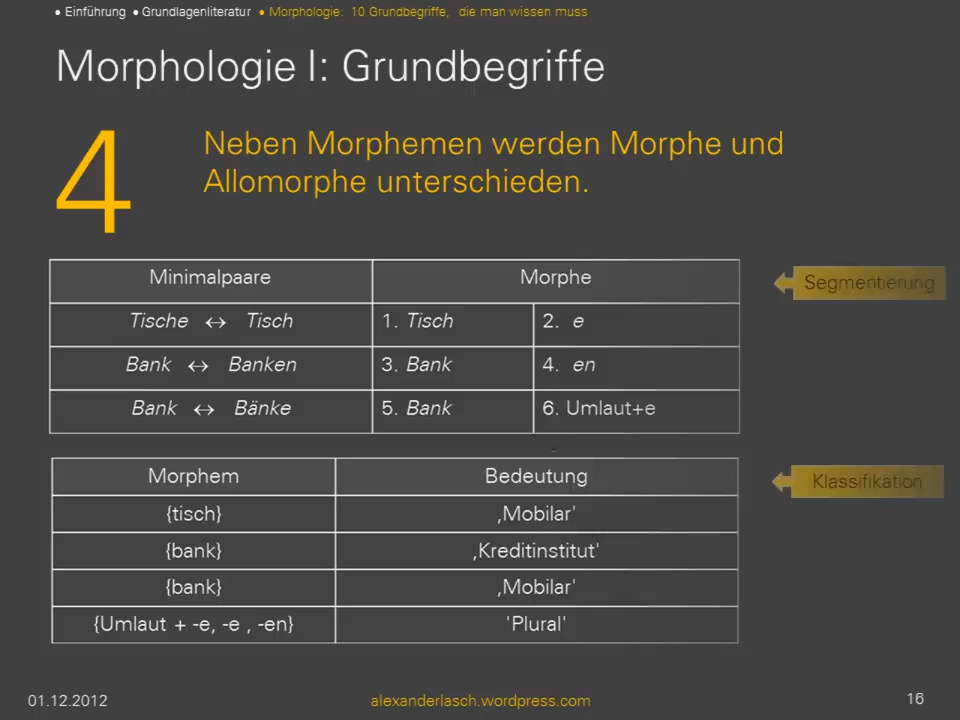 • Einführung • Grundlagenliteratur • Morphologie: 10 Grundbegriffe, die man wissen muss
Morphologie I: Grundbegriffe
4
Neben Morphemen werden Morphe und
Allomorphe unterschieden.
Minimalpaare Morphe
Segmentierung
Tische ↔ Tisch 1. Tisch 2. e
Bank ↔ Banken 3. Bank 4. en
Bank ↔ Bänke 5. Bank 6. Umlaut+e
Morphem Bedeutung
Klassifikation
{tisch} ‚Mobilar'
{bank} ‚Kreditinstitut'
{bank} ‚Mobilar'
{Umlaut + -e, -e , -en} 'Plural'
01.12.2012 alexanderlasch.wordpress.com 16